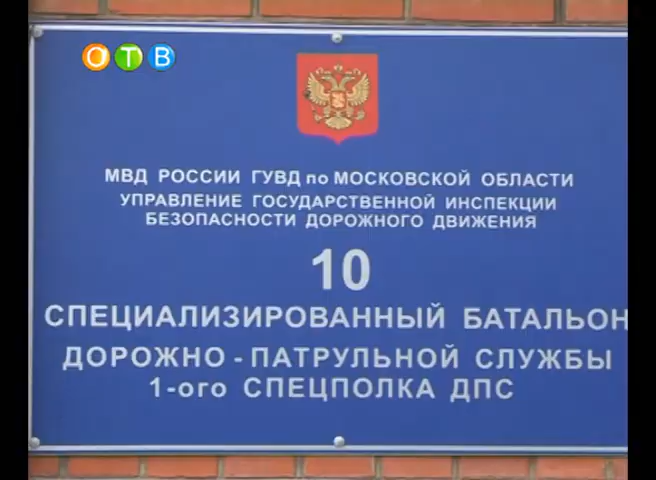 ОТВ
МВД РОССИИ ГУВД по МОСКОВСКОЙ ОБЛАСТИ
УПРАВЛЕНИЕ ГОСУДАРСТВЕННОЙ ИНСПЕКЦИИ
БЕЗОПАСНОСТИ ДОРОЖНОГО ДВИЖЕНИЯ
10
СПЕЦИАЛИЗИРОВАННЫЙ БАТАЛЬОН
ДОРОЖНО - ПАТРУЛЬНОЙ СЛУЖБЫ
1-ого СПЕЦПОЛКА ДПС